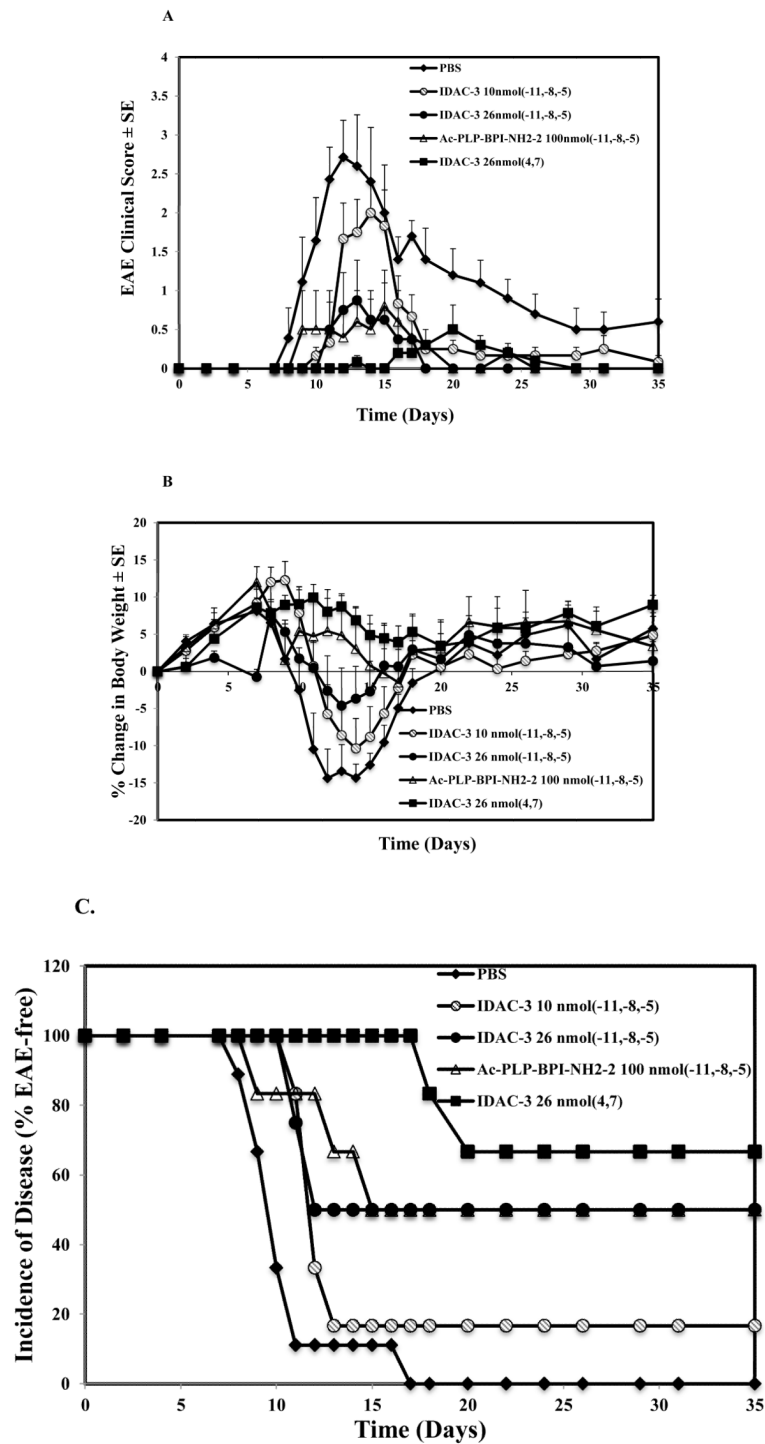 A
EAE Clinical Score ± SE
4
3.5
3
2.5
2
1.5
1
0.5
0
PBS
IDAC-3 10nmol(-11,-8,-5)
IDAC-3 26nmol(-11,-8,-5)
Ac-PLP-BPI-NH2-2 100nmol(-11,-8,-5)
IDAC-3 26nmol(4,7)
0 5 10 15 20 25 30 35
Time (Days)
B
% Change in Body Weight ± SE
20
15
10
5
0
-5
-10
-15
-20
0 5 10 15 20 25 30 35
PBS
IDAC-3 10 nmol(-11,-8,-5)
IDAC-3 26 nmol(-11,-8,-5)
Ac-PLP-BPI-NH2-2 100 nmol(-11,-8,-5)
IDAC-3 26 nmol(4,7)
Time (Days)
C.
Incidence of Disease (% EAE-free)
120
100
80
60
40
20
0
PBS
IDAC-3 10 nmol(-11,-8,-5)
IDAC-3 26 nmol(-11,-8,-5)
Ac-PLP-BPI-NH2-2 100 nmol(-11,-8,-5)
IDAC-3 26 nmol(4,7)
0 5 10 15 20 25 30 35
Time (Days)